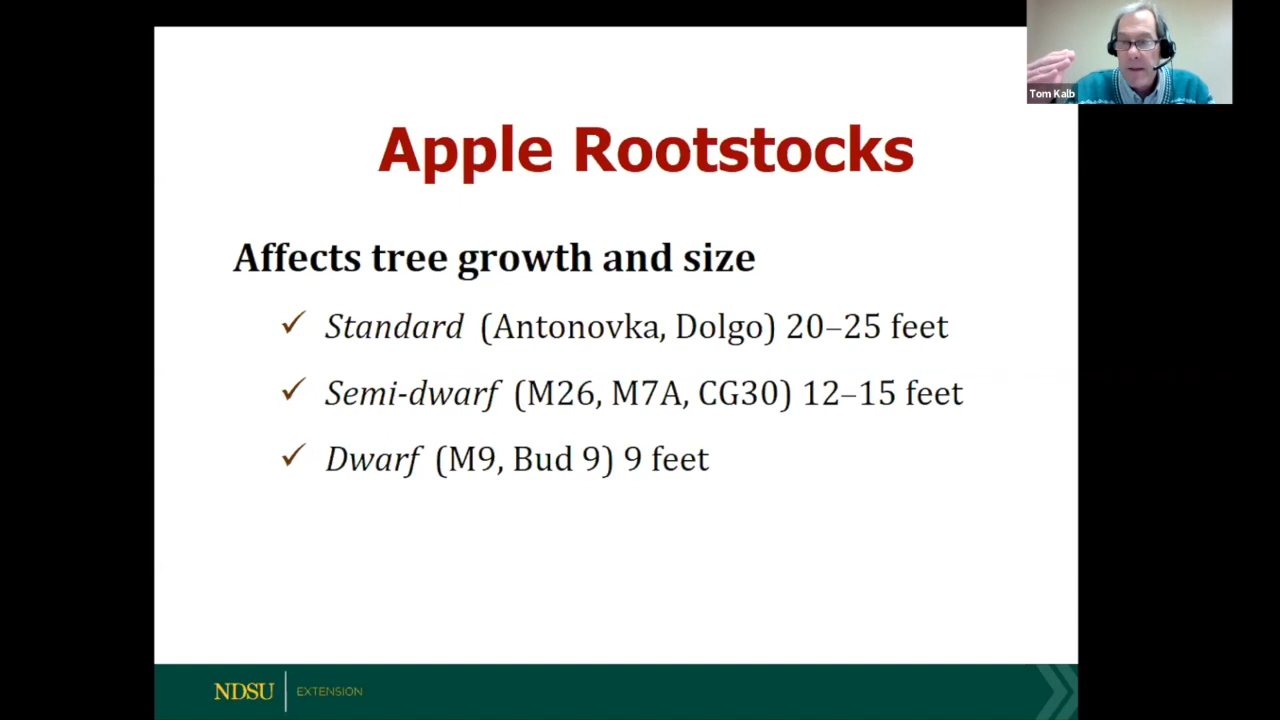 Tom Kalb
Apple Rootstocks
Affects tree growth and size
✓ Standard (Antonovka, Dolgo) 20–25 feet
✓ Semi-dwarf (M26, M7A, CG30) 12–15 feet
✓ Dwarf (M9, Bud 9) 9 feet
NDSU EXTENSION